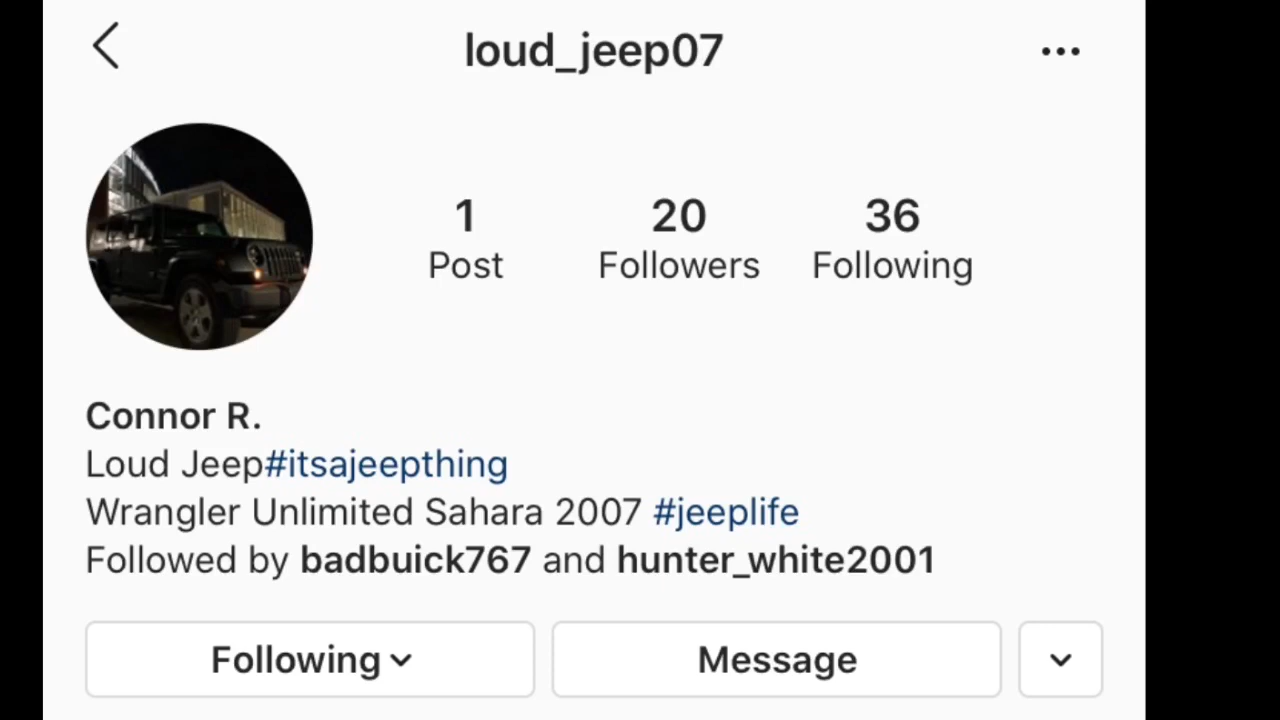 loud_jeep07
1 20 36
Post Followers Following
Connor R.
Loud Jeep#itsajeepthing
Wrangler Unlimited Sahara 2007 #jeeplife
Followed by badbuick767 and hunter_white2001
Following Message